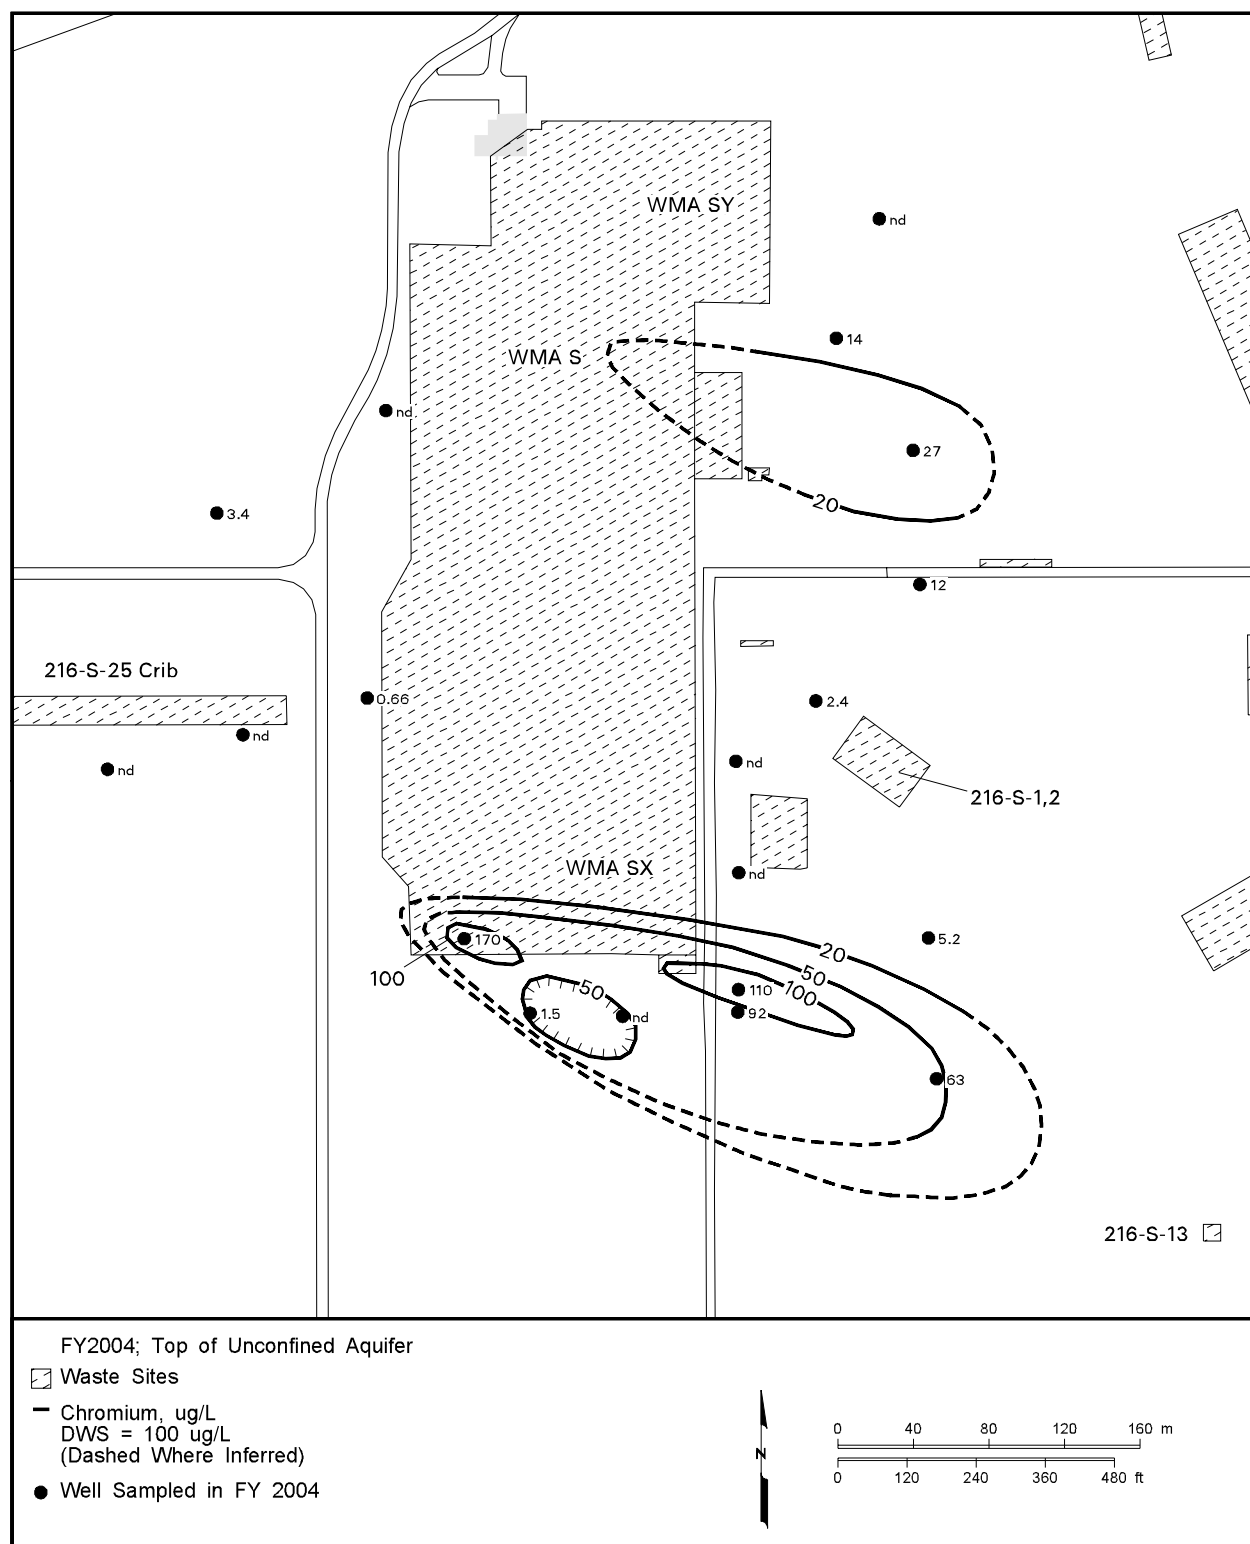 WMA SY
nd
14
WMA S
nd
27
3.4
20
12
216-S-25 Crib
0.66
2.4
nd
nd
nd
216-S-1,2
WMA SX
nd
170
5.2
20
50
100
50
110
100
1.5
nd
92
63
216-S-13
FY2004; Top of Unconfined Aquifer
Waste Sites
Chromium, ug/L
DWS = 100 ug/L
(Dashed Where Inferred)
Well Sampled in FY 2004
N
0 40 80 120 160 m
0 120 240 360 480 ft